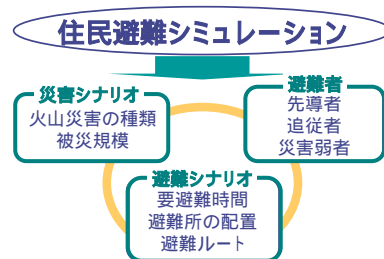 住民避難シミュレーション
災害シナリオ
火山災害の種類
被災規模
避難者
先導者
追従者
災害弱者
避難シナリオ
要避難時間
避難所の配置
避難ルート